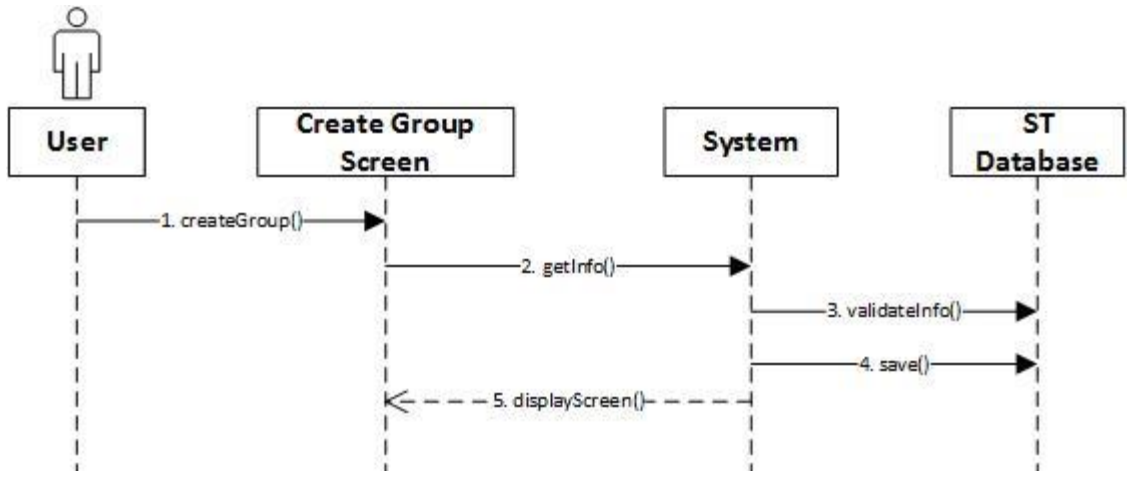 User
Create Group
Screen
System
ST
Database
1. createGroup()
2. getInfo()
3. validateInfo()
4. save()
5. displayScreen()